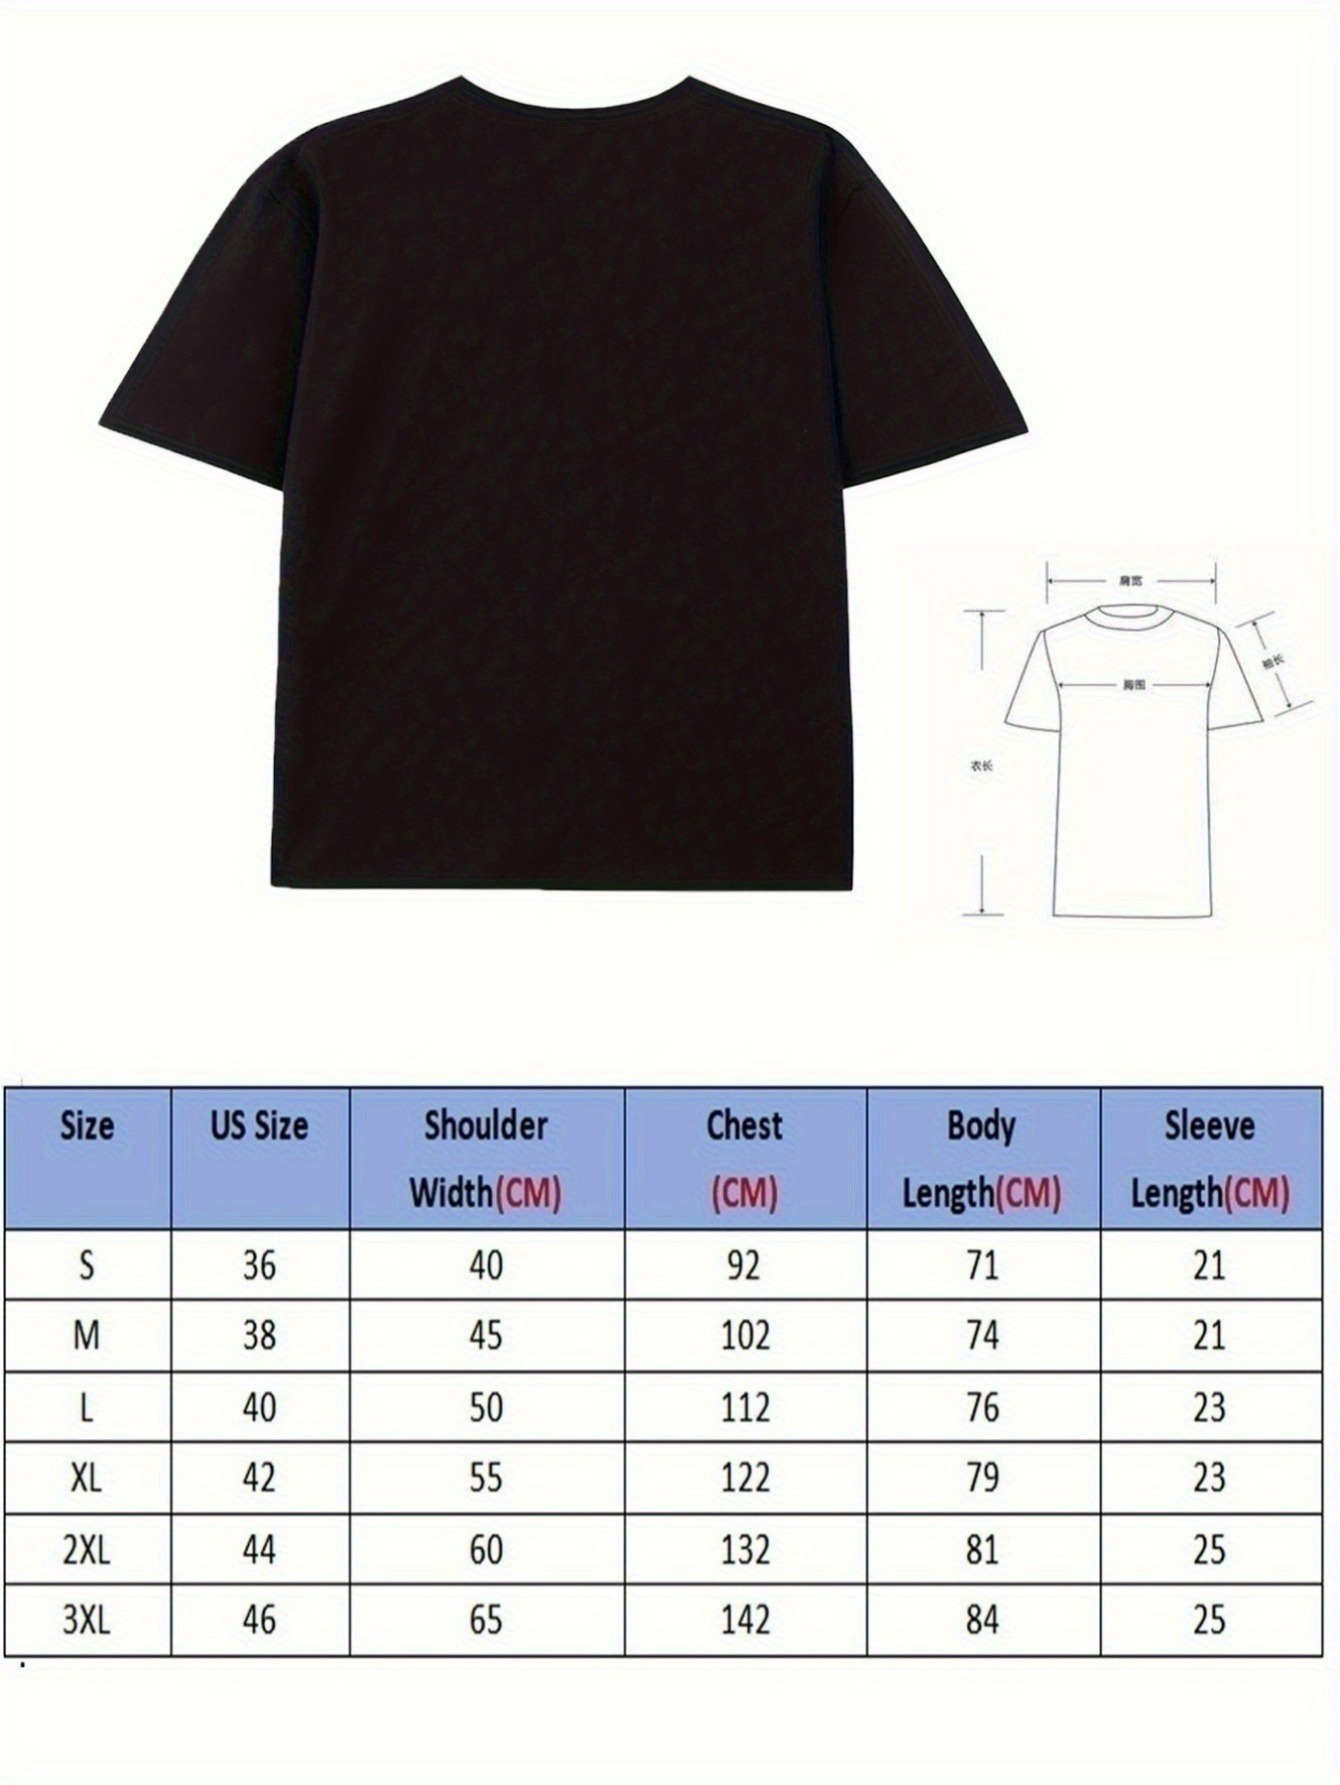 肩宽
袖长
胸围
衣长
Size US Size Shoulder Width(CM) Chest (CM) Body Length(CM) Sleeve Length(CM)
S 36 40 92 71 21
M 38 45 102 74 21
L 40 50 112 76 23
XL 42 55 122 79 23
2XL 44 60 132 81 25
3XL 46 65 142 84 25